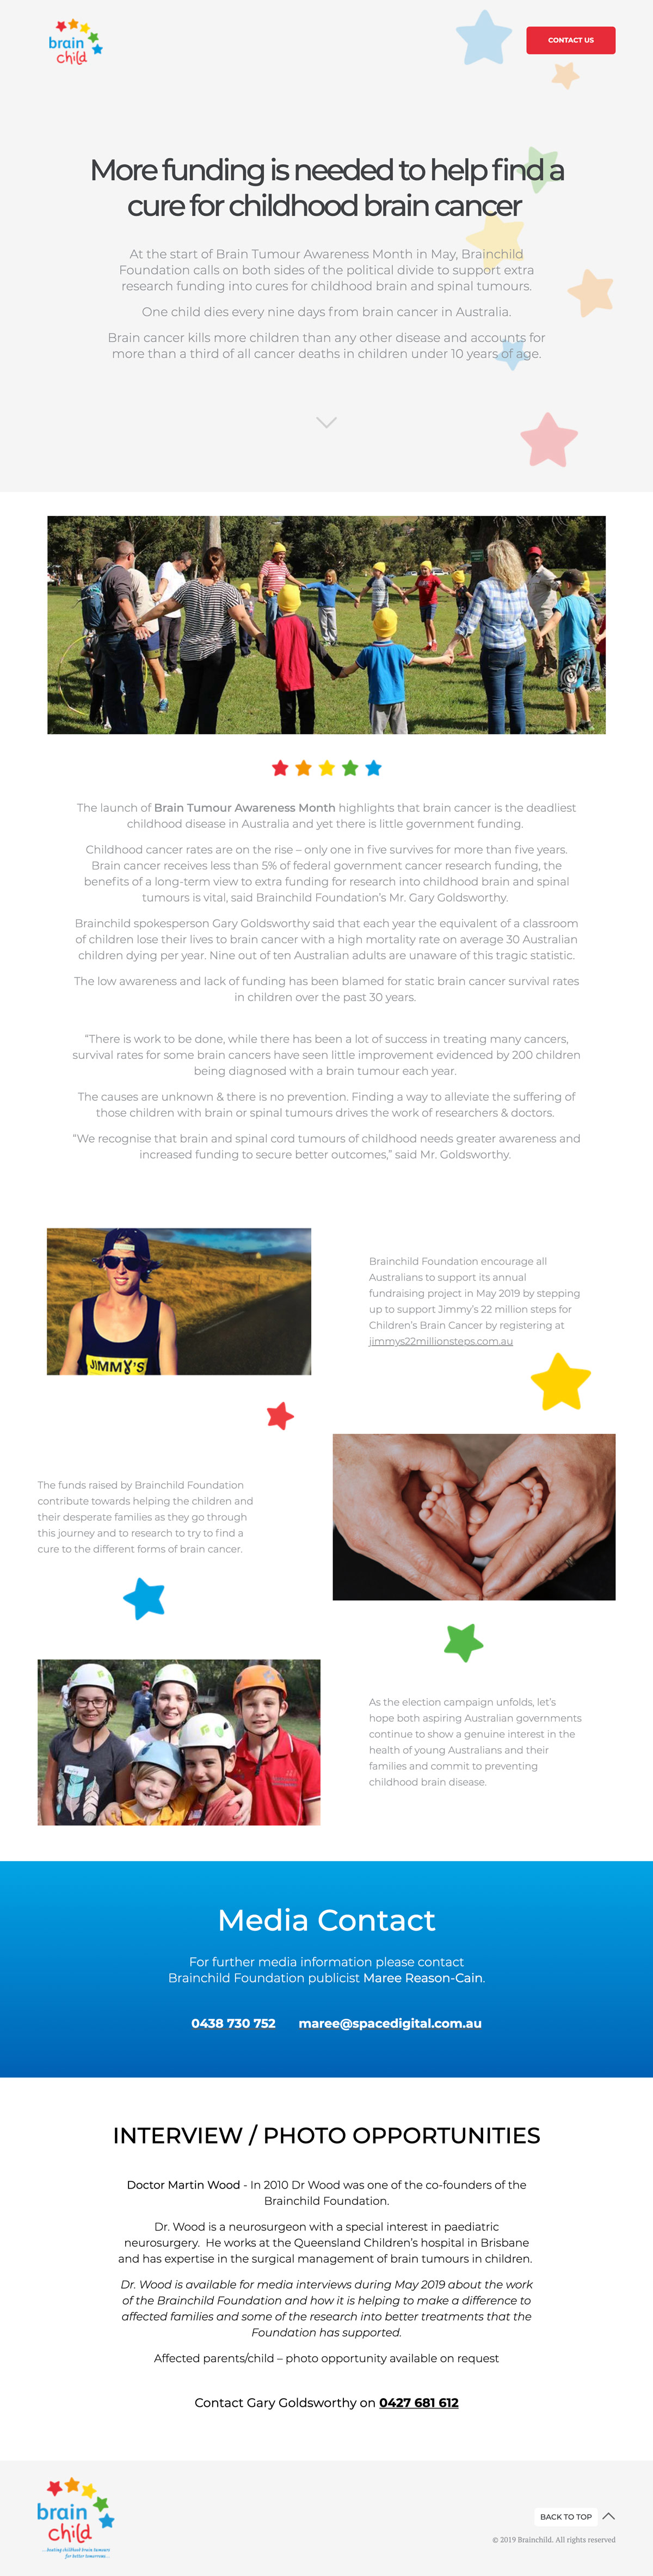 brain
child
CONTACT US
More funding is needed to help find a
cure for childhood brain cancer
At the start of Brain Tumour Awareness Month in May, Brainchild
Foundation calls on both sides of the political divide to support extra
research funding into cures for childhood brain and spinal tumours.
One child dies every nine days from brain cancer in Australia.
Brain cancer kills more children than any other disease and accounts for
more than a third of all cancer deaths in children under 10 years of age.
The launch of Brain Tumour Awareness Month highlights that brain cancer is the deadliest
childhood disease in Australia and yet there is little government funding.
Childhood cancer rates are on the rise – only one in five survives for more than five years.
Brain cancer receives less than 5% of federal government cancer research funding, the
benefits of a long-term view to extra funding for research into childhood brain and spinal
tumours is vital, said Brainchild Foundation's Mr. Gary Goldsworthy.
Brainchild spokesperson Gary Goldsworthy said that each year the equivalent of a classroom
of children lose their lives to brain cancer with a high mortality rate on average 30 Australian
children dying per year. Nine out of ten Australian adults are unaware of this tragic statistic.
The low awareness and lack of funding has been blamed for static brain cancer survival rates
in children over the past 30 years.
"There is work to be done, while there has been a lot of success in treating many cancers,
survival rates for some brain cancers have seen little improvement evidenced by 200 children
being diagnosed with a brain tumour each year.
The causes are unknown & there is no prevention. Finding a way to alleviate the suffering of
those children with brain or spinal tumours drives the work of researchers & doctors.
"We recognise that brain and spinal cord tumours of childhood needs greater awareness and
increased funding to secure better outcomes," said Mr. Goldsworthy.
JIMMY'S
Brainchild Foundation encourage all
Australians to support its annual
fundraising project in May 2019 by stepping
up to support Jimmy's 22 million steps for
Children's Brain Cancer by registering at
jimmys22millionsteps.com.au
The funds raised by Brainchild Foundation
contribute towards helping the children and
their desperate families as they go through
this journey and to research to try to find a
cure to the different forms of brain cancer.
As the election campaign unfolds, let's
hope both aspiring Australian governments
continue to show a genuine interest in the
health of young Australians and their
families and commit to preventing
childhood brain disease.
Media Contact
For further media information please contact
Brainchild Foundation publicist Maree Reason-Cain.
0438 730 752 maree@spacedigital.com.au
INTERVIEW / PHOTO OPPORTUNITIES
Doctor Martin Wood - In 2010 Dr Wood was one of the co-founders of the
Brainchild Foundation.
Dr. Wood is a neurosurgeon with a special interest in paediatric
neurosurgery. He works at the Queensland Children's hospital in Brisbane
and has expertise in the surgical management of brain tumours in children.
Dr. Wood is available for media interviews during May 2019 about the work
of the Brainchild Foundation and how it is helping to make a difference to
affected families and some of the research into better treatments that the
Foundation has supported.
Affected parents/child – photo opportunity available on request
Contact Gary Goldsworthy on 0427 681 612
brain
child
... beating childhood brain tumours
for better tomorrows...
BACK TO TOP
© 2019 Brainchild. All rights reserved